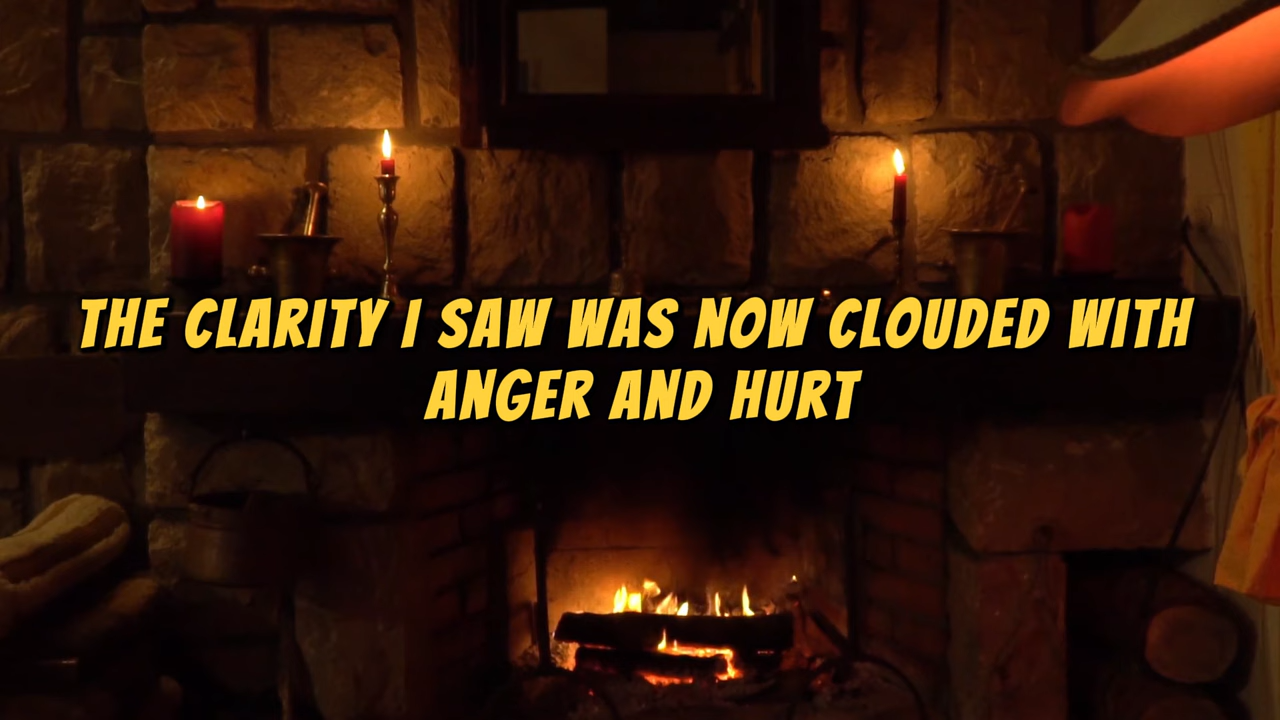 THE CLARITY I SAW WAS NOW CLOUDED WITH
ANGER AND HURT